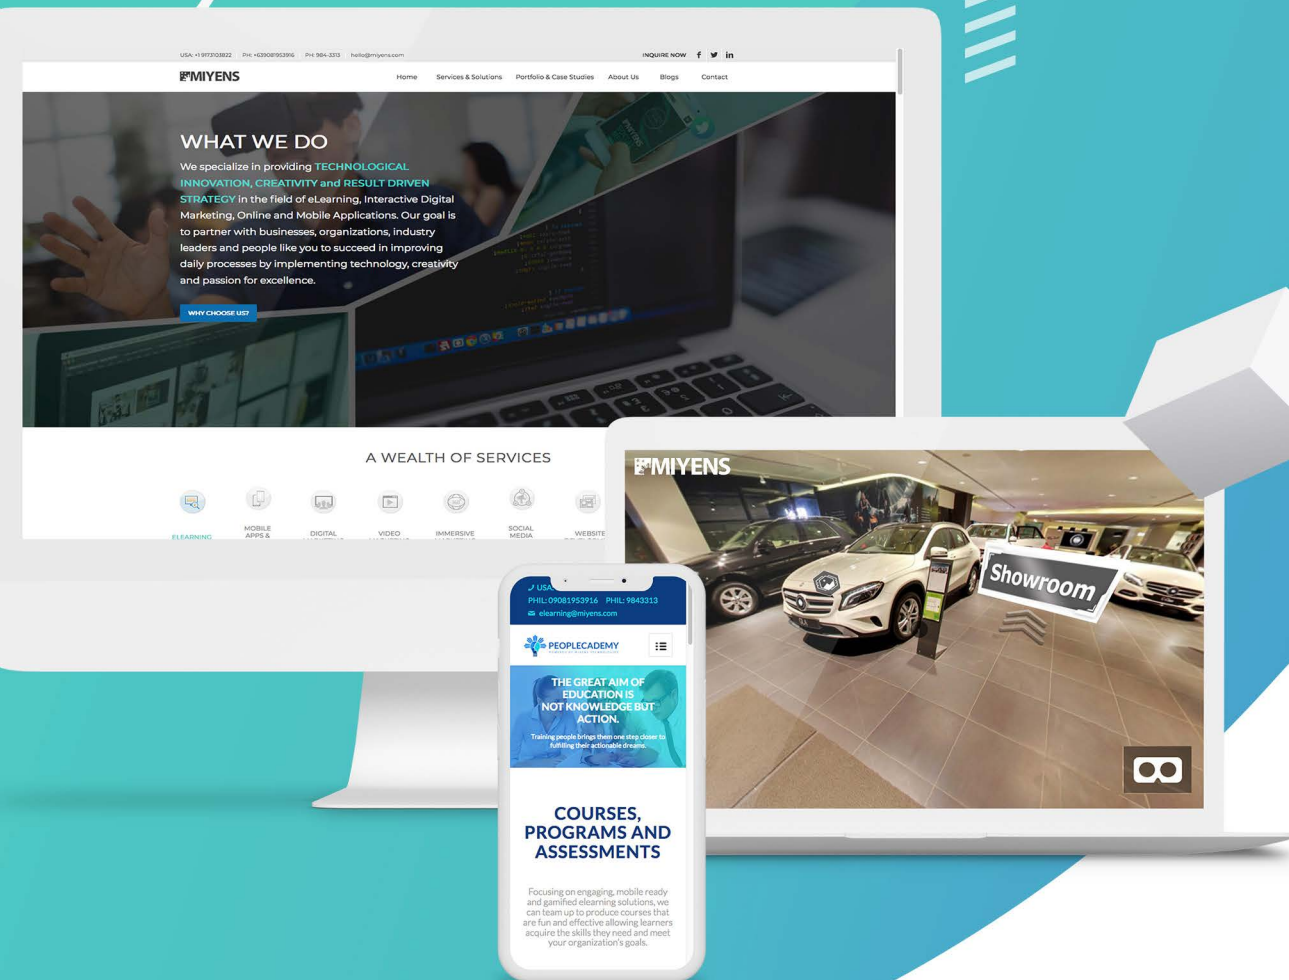 USA: +1 9173103822 PH: +639081953916 PH: 984-3313 hello@miyens.com
INQUIRE NOW
MIYENS
Home Services & Solutions Portfolio & Case Studies About Us Blogs Contact
WHAT WE DO
We specialize in providing TECHNOLOGICAL
INNOVATION, CREATIVITY and RESULT DRIVEN
STRATEGY in the field of eLearning, Interactive Digital
Marketing, Online and Mobile Applications. Our goal is
to partner with businesses, organizations, industry
leaders and people like you to succeed in improving
daily processes by implementing technology, creativity
and passion for excellence.
WHY CHOOSE US?
A WEALTH OF SERVICES
ELEARNING
MOBILE
APPS &
DIGITAL
VIDEO
IMMERSIVE
SOCIAL
MEDIA
WEBSITE
MIYENS
Showroom
USA:
PHIL: 09081953916 PHIL: 9843313
elearning@miyens.com
PEOPLECADEMY
THE GREAT AIM OF
EDUCATION IS
NOT KNOWLEDGE BUT
ACTION.
Training people brings them one step closer to
fulfilling their actionable dreams.
COURSES,
PROGRAMS AND
ASSESSMENTS
Focusing on engaging, mobile ready
and gamified elearning solutions, we
can team up to produce courses that
are fun and effective allowing learners
acquire the skills they need and meet
your organization's goals.